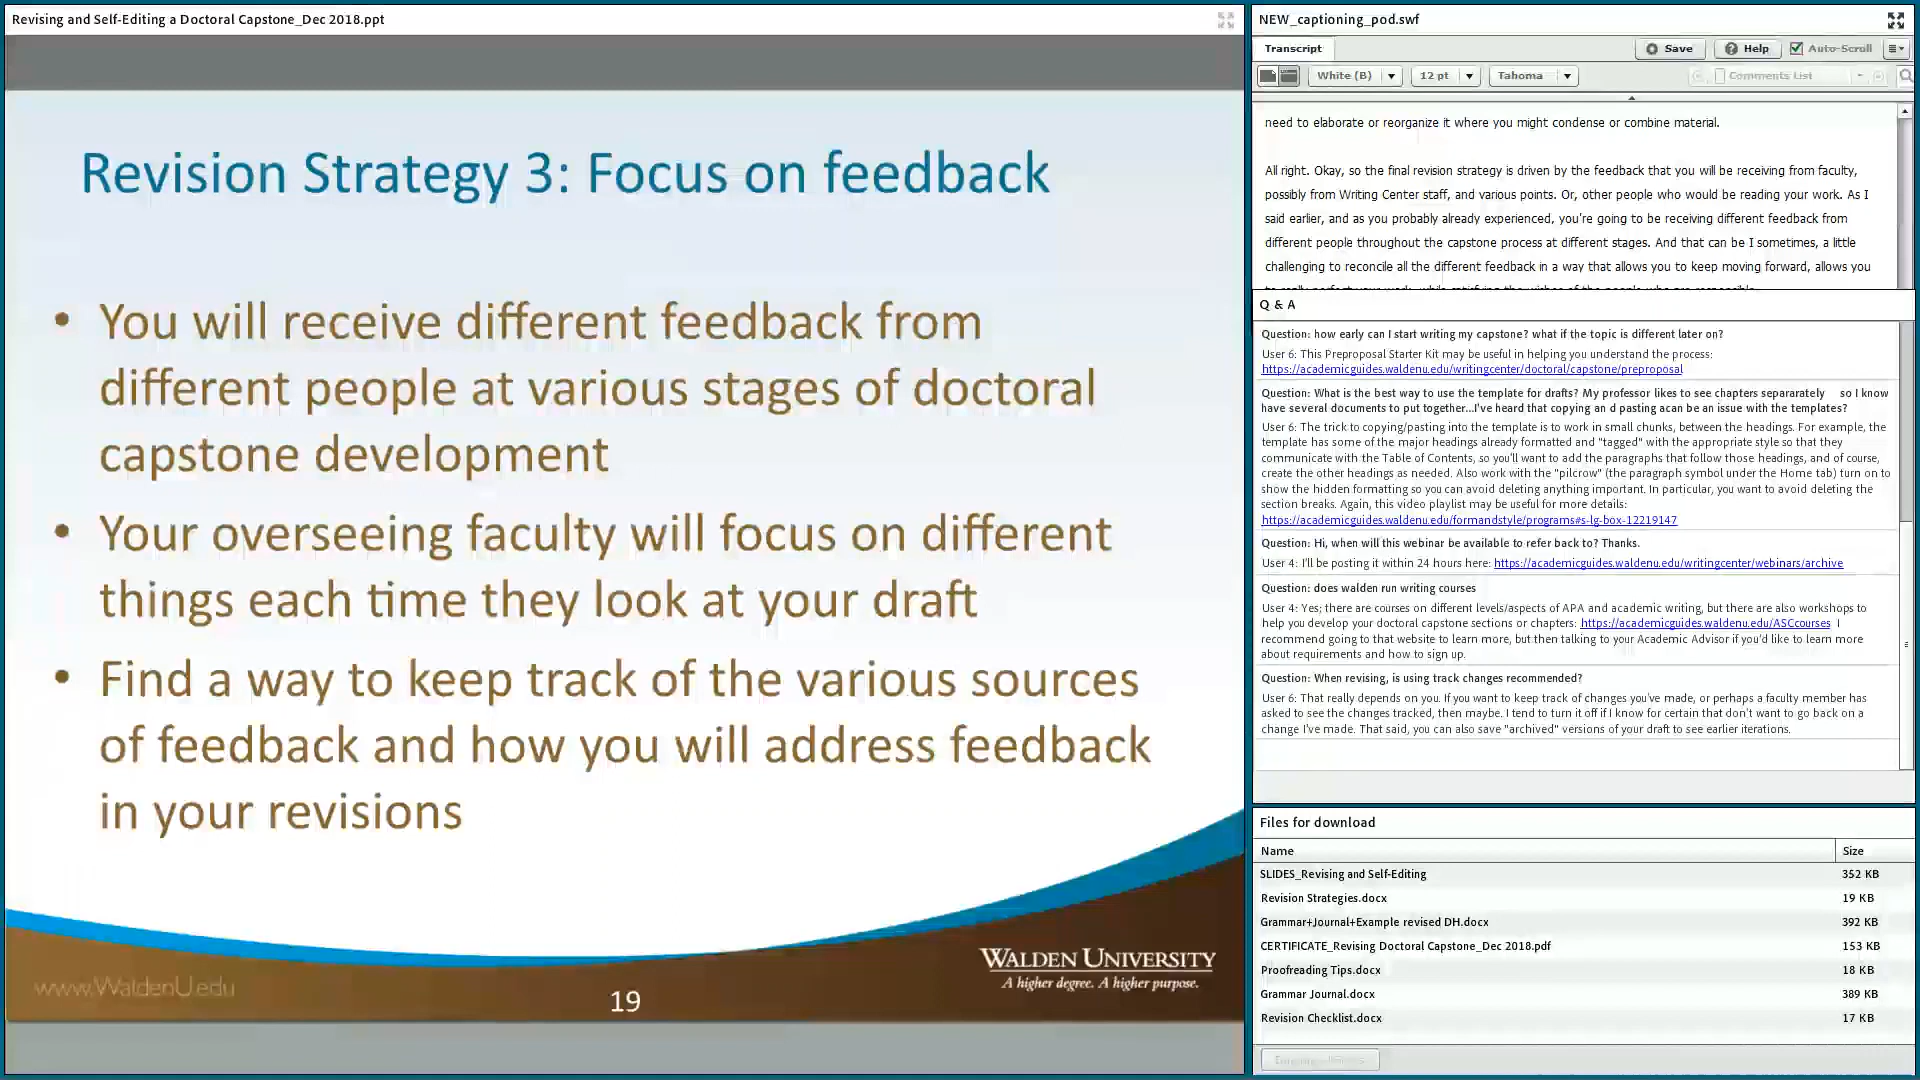 Revising and Self-Editing a Doctoral Capstone_Dec 2018.ppt
Revision Strategy 3: Focus on feedback
• You will receive different feedback from
different people at various stages of doctoral
capstone development
• Your overseeing faculty will focus on different
things each time they look at your draft
• Find a way to keep track of the various sources
of feedback and how you will address feedback
in your revisions
www.WaldenU.edu
19
WALDEN UNIVERSITY
A higher degree. A higher purpose.
NEW_captioning_pod.swf
Transcript
Save
Help
Auto-Scroll
White (B)
12 pt
Tahoma
Comments List
need to elaborate or reorganize it where you might condense or combine material.
All right. Okay, so the final revision strategy is driven by the feedback that you will be receiving from faculty,
possibly from Writing Center staff, and various points. Or, other people who would be reading your work. As I
said earlier, and as you probably already experienced, you're going to be receiving different feedback from
different people throughout the capstone process at different stages. And that can be I sometimes, a little
challenging to reconcile all the different feedback in a way that allows you to keep moving forward, allows you
Q & A
Question: how early can I start writing my capstone? what if the topic is different later on?
User 6: This Preproposal Starter Kit may be useful in helping you understand the process:
https://academicguides.waldenu.edu/writingcenter/doctoral/capstone/preproposal
Question: What is the best way to use the template for drafts? My professor likes to see chapters separarately so I know
have several documents to put together...I've heard that copying an d pasting acan be an issue with the templates?
User 6: The trick to copying/pasting into the template is to work in small chunks, between the headings. For example, the
template has some of the major headings already formatted and "tagged" with the appropriate style so that they
communicate with the Table of Contents, so you'll want to add the paragraphs that follow those headings, and of course,
create the other headings as needed. Also work with the "pilcrow" (the paragraph symbol under the Home tab) turn on to
show the hidden formatting so you can avoid deleting anything important. In particular, you want to avoid deleting the
section breaks. Again, this video playlist may be useful for more details:
https://academicguides.waldenu.edu/formandstyle/programs#s-lg-box-12219147
Question: Hi, when will this webinar be available to refer back to? Thanks.
User 4: I'll be posting it within 24 hours here: https://academicguides.waldenu.edu/writingcenter/webinars/archive
Question: does walden run writing courses
User 4: Yes; there are courses on different levels/aspects of APA and academic writing, but there are also workshops to
help you develop your doctoral capstone sections or chapters: https://academicguides.waldenu.edu/ASCcourses I
recommend going to that website to learn more, but then talking to your Academic Advisor if you'd like to learn more
about requirements and how to sign up.
Question: When revising, is using track changes recommended?
User 6: That really depends on you. If you want to keep track of changes you've made, or perhaps a faculty member has
asked to see the changes tracked, then maybe. I tend to turn it off if I know for certain that don't want to go back on a
change I've made. That said, you can also save "archived" versions of your draft to see earlier iterations.
Files for download
Name Size
SLIDES_Revising and Self-Editing 352 KB
Revision Strategies.docx 19 KB
Grammar+Journal+Example revised DH.docx 392 KB
CERTIFICATE_Revising Doctoral Capstone_Dec 2018.pdf 153 KB
Proofreading Tips.docx 18 KB
Grammar Journal.docx 389 KB
Revision Checklist.docx 17 KB